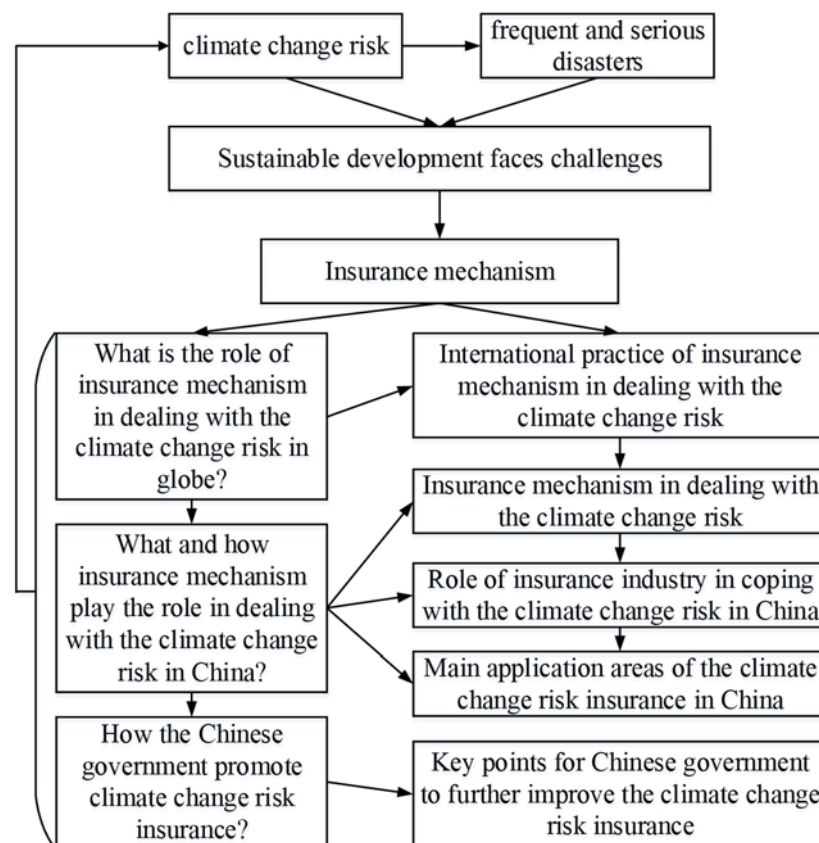 climate change risk
frequent and serious
disasters
Sustainable development faces challenges
Insurance mechanism
What is the role of
insurance mechanism
in dealing with the
climate change risk in
globe?
International practice of insurance
mechanism in dealing with the
climate change risk
Insurance mechanism in dealing with
the climate change risk
What and how
insurance mechanism
play the role in dealing
with the climate change
risk in China?
Role of insurance industry in coping
with the climate change risk in China
Main application areas of the climate
change risk insurance in China
How the Chinese
government promote
climate change risk
insurance?
Key points for Chinese government
to further improve the climate change
risk insurance